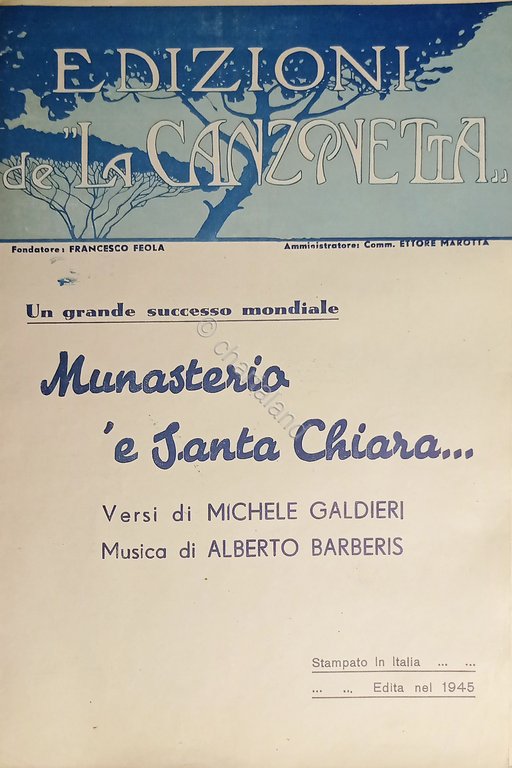 EDIZIONI
de "LA CANZONETTA"
Fondatore: FRANCESCO FEOLA
Amministratore: Comm. ETTORE MAROTTA
Un grande successo mondiale
Munasterio
'e Santa Chiara...
Versi di MICHELE GALDIERI
Musica di ALBERTO BARBERIS
Stampato In Italia ... ...
... ... Edita nel 1945